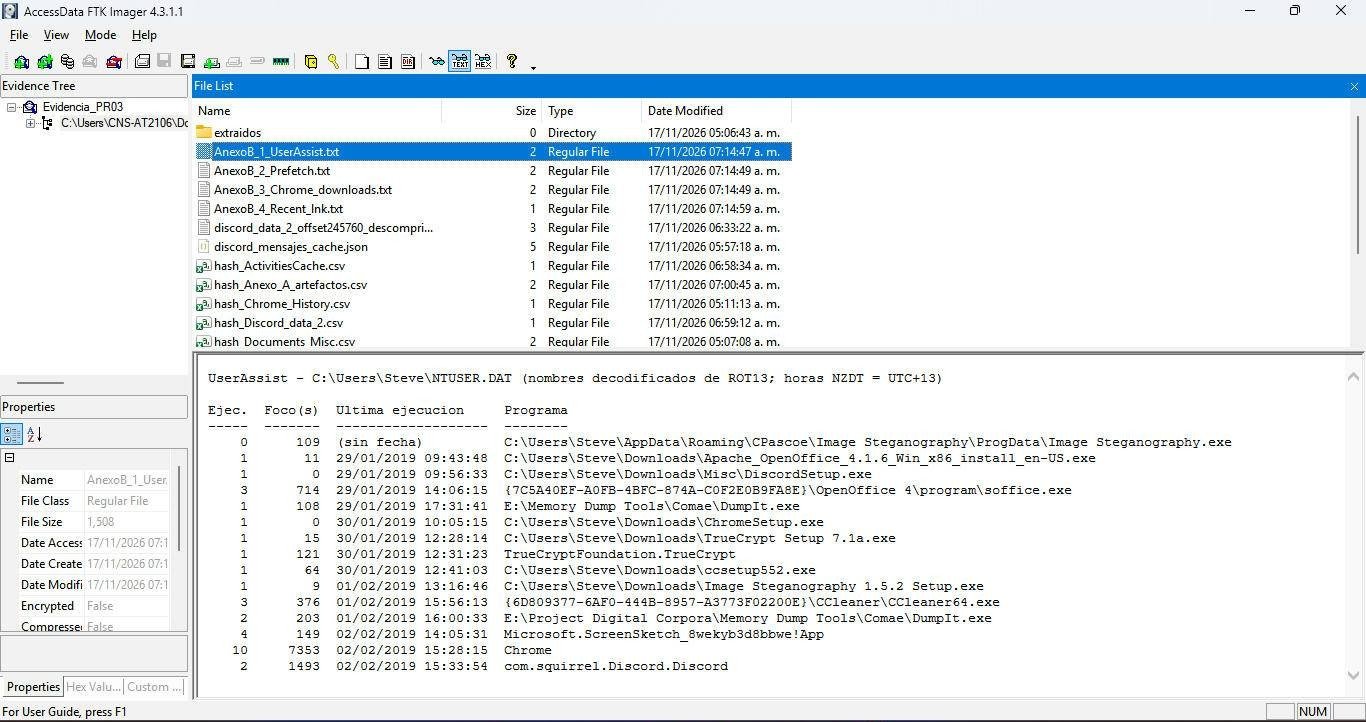 AccessData FTK Imager 4.3.1.1
File View Mode Help
Evidence Tree
Evidencia_PR03
C:\Users\CNS-AT2106\Dc
File List
Name Size Type Date Modified
extraidos 0 Directory 17/11/2026 05:06:43 a. m.
AnexoB_1_UserAssist.txt 2 Regular File 17/11/2026 07:14:47 a. m.
AnexoB_2_Prefetch.txt 2 Regular File 17/11/2026 07:14:49 a. m.
AnexoB_3_Chrome_downloads.txt 2 Regular File 17/11/2026 07:14:49 a. m.
AnexoB_4_Recent_lnk.txt 1 Regular File 17/11/2026 07:14:59 a. m.
discord_data_2_offset245760_descompri... 3 Regular File 17/11/2026 06:33:22 a. m.
discord_mensajes_cache.json 5 Regular File 17/11/2026 05:57:18 a. m.
hash_ActivitiesCache.csv 1 Regular File 17/11/2026 06:58:34 a. m.
hash_Anexo_A_artefactos.csv 2 Regular File 17/11/2026 07:00:45 a. m.
hash_Chrome_History.csv 1 Regular File 17/11/2026 05:11:13 a. m.
hash_Discord_data_2.csv 1 Regular File 17/11/2026 06:59:12 a. m.
hash_Documents_Misc.csv 2 Regular File 17/11/2026 05:07:08 a. m.
Properties
Name AnexoB_1_User.
File Class Regular File
File Size 1,508
Date Access 17/11/2026 07:1
Date Create 17/11/2026 07:1
Date Modifi 17/11/2026 07:1
Encrypted False
Compresse False
Properties Hex Valu... Custom ...
UserAssist - C:\Users\Steve\NTUSER.DAT (nombres decodificados de ROT13; horas NZDT = UTC+13)
Ejec. Foco(s) Ultima ejecucion Programa
----- ------- ------------------- --------
0 109 (sin fecha) C:\Users\Steve\AppData\Roaming\CPascoe\Image Steganography\ProgData\Image Steganography.exe
1 11 29/01/2019 09:43:48 C:\Users\Steve\Downloads\Apache_OpenOffice_4.1.6_Win_x86_install_en-US.exe
1 0 29/01/2019 09:56:33 C:\Users\Steve\Downloads\Misc\DiscordSetup.exe
3 714 29/01/2019 14:06:15 {7C5A40EF-A0FB-4BFC-874A-C0F2E0B9FA8E}\OpenOffice 4\program\soffice.exe
1 108 29/01/2019 17:31:41 E:\Memory Dump Tools\Comae\DumpIt.exe
1 0 30/01/2019 10:05:15 C:\Users\Steve\Downloads\ChromeSetup.exe
1 15 30/01/2019 12:28:14 C:\Users\Steve\Downloads\TrueCrypt Setup 7.1a.exe
1 121 30/01/2019 12:31:23 TrueCryptFoundation.TrueCrypt
1 64 30/01/2019 12:41:03 C:\Users\Steve\Downloads\ccsetup552.exe
1 9 01/02/2019 13:16:46 C:\Users\Steve\Downloads\Image Steganography 1.5.2 Setup.exe
3 376 01/02/2019 15:56:13 {6D809377-6AF0-444B-8957-A3773F02200E}\CCleaner\CCleaner64.exe
2 203 01/02/2019 16:00:33 E:\Project Digital Corpora\Memory Dump Tools\Comae\DumpIt.exe
4 149 02/02/2019 14:05:31 Microsoft.ScreenSketch_8wekyb3d8bbwe!App
10 7353 02/02/2019 15:28:15 Chrome
2 1493 02/02/2019 15:33:54 com.squirrel.Discord.Discord
For User Guide, press F1
NUM